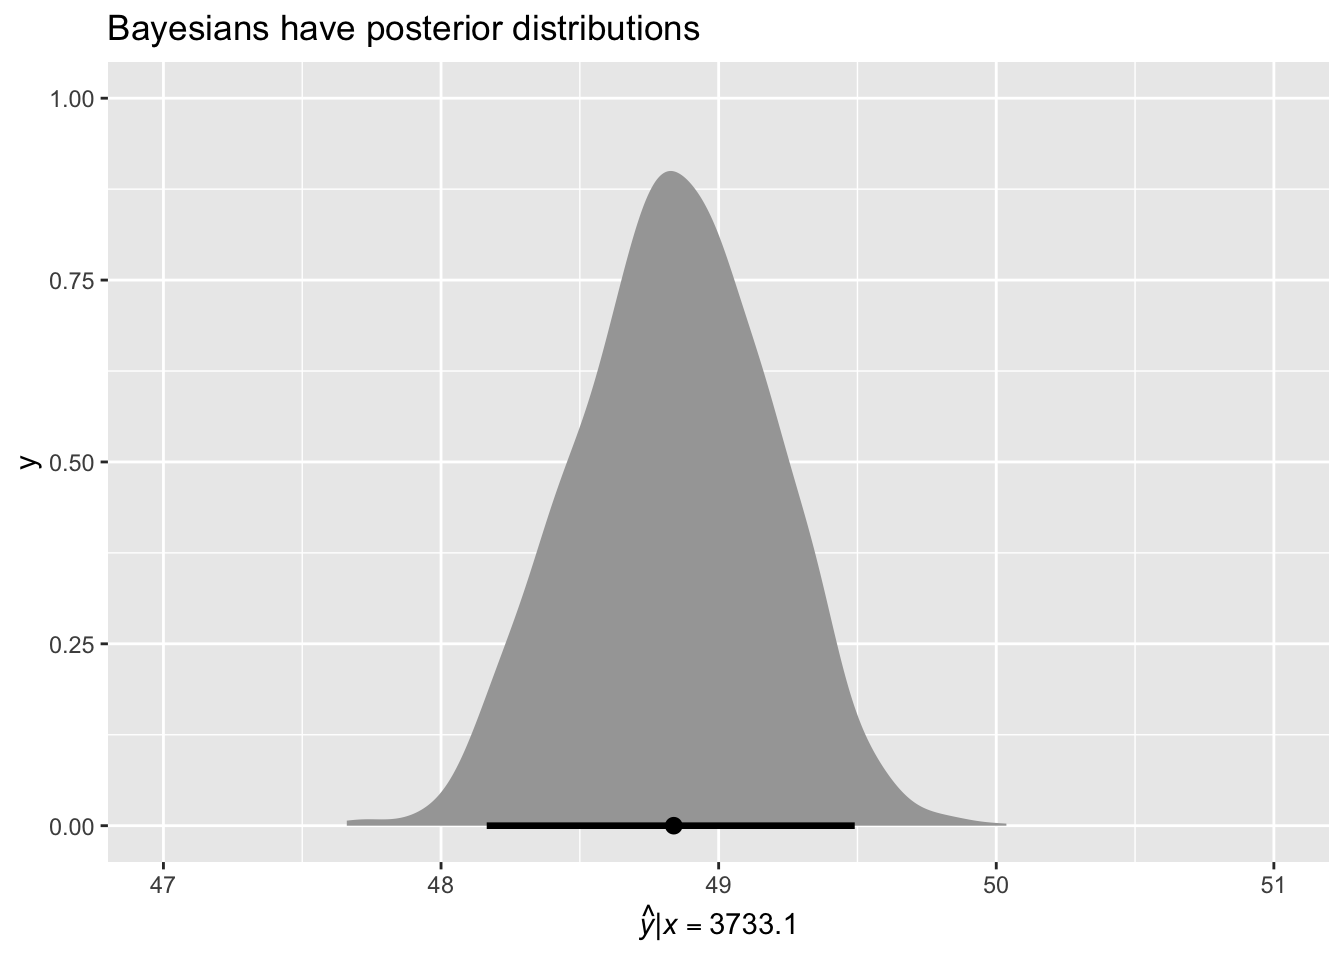 Bayesians have posterior distributions
1.00
0.75
0.50
0.25
0.00
y
47 48 49 50 51
ŷ|x = 3733.1